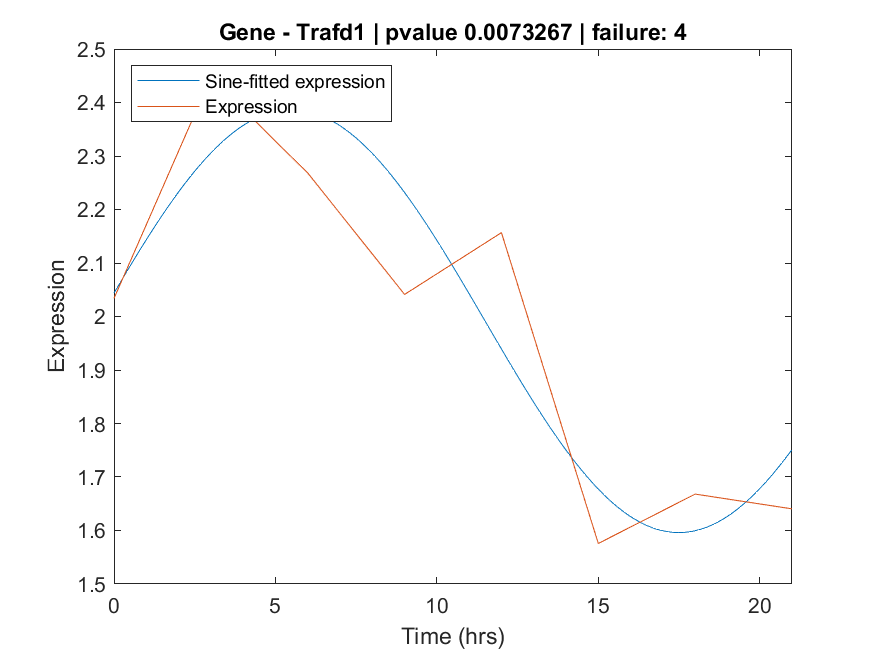 Gene - Trafd1 | pvalue 0.0073267 | failure: 4
2.5
2.4
2.3
2.2
2.1
2
1.9
1.8
1.7
1.6
1.5
Sine-fitted expression
Expression
Expression
0 5 10 15 20
Time (hrs)